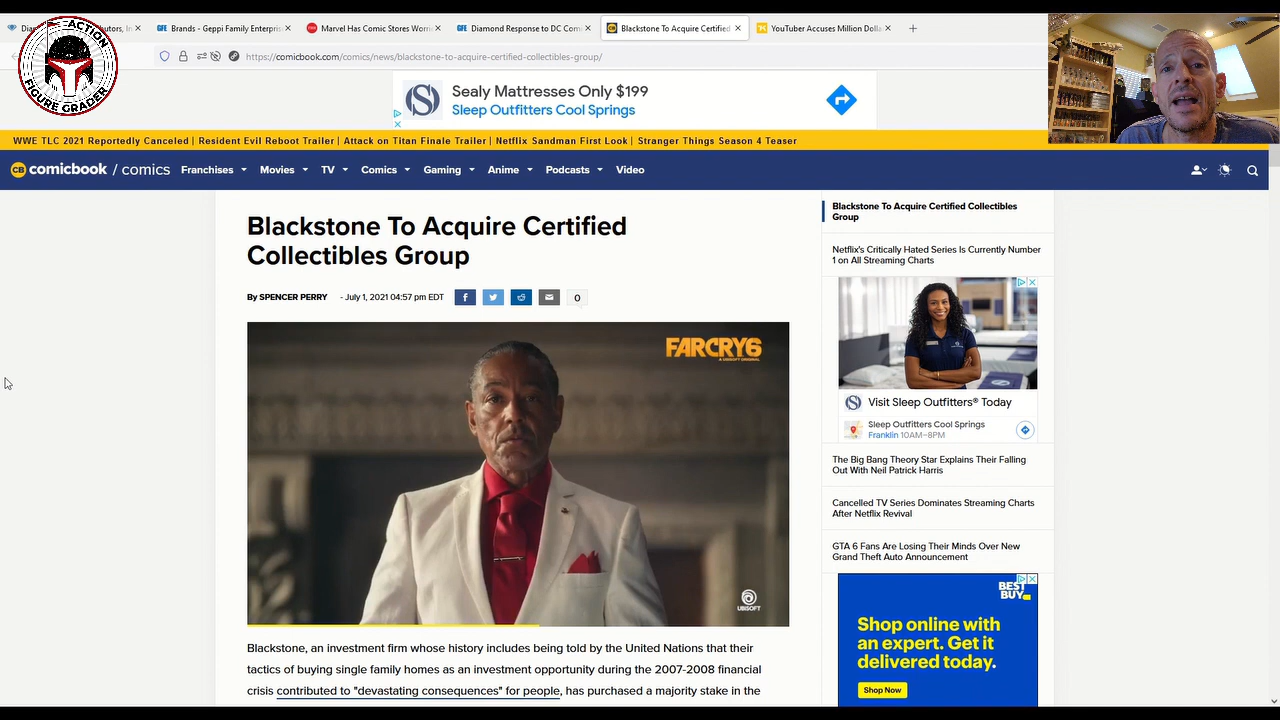 Dia
utors, In
GFE Brands - Geppi Family Enterpris
Marvel Has Comic Stores Worrie
GFE Diamond Response to DC Com
Blackstone To Acquire Certified
YouTuber Accuses Million Dolla
ACTION
FIGURE GRADER
https://comicbook.com/comics/news/blackstone-to-acquire-certified-collectibles-group/
Sealy Mattresses Only $199
Sleep Outfitters Cool Springs
WWE TLC 2021 Reportedly Canceled | Resident Evil Reboot Trailer | Attack on Titan Finale Trailer | Netflix Sandman First Look | Stranger Things Season 4 Teaser
CB comicbook / comics
Franchises Movies TV Comics Gaming Anime Podcasts Video
Blackstone To Acquire Certified
Collectibles Group
By SPENCER PERRY - July 1, 2021 04:57 pm EDT
0
FARCRY6
A UBISOFT ORIGINAL
UBISOFT
Blackstone, an investment firm whose history includes being told by the United Nations that their
tactics of buying single family homes as an investment opportunity during the 2007-2008 financial
crisis contributed to "devastating consequences" for people, has purchased a majority stake in the
Blackstone To Acquire Certified Collectibles
Group
Netflix's Critically Hated Series Is Currently Number
1 on All Streaming Charts
Visit Sleep Outfitters® Today
Sleep Outfitters Cool Springs
Franklin 10AM–8PM
The Big Bang Theory Star Explains Their Falling
Out With Neil Patrick Harris
Cancelled TV Series Dominates Streaming Charts
After Netflix Revival
GTA 6 Fans Are Losing Their Minds Over New
Grand Theft Auto Announcement
BEST
BUY
Shop online with
an expert. Get it
delivered today.
Shop Now